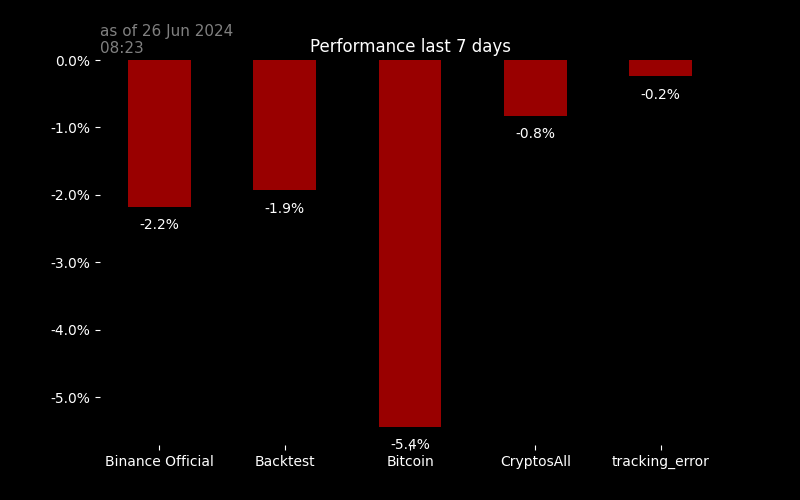 as of 26 Jun 2024
08:23
Performance last 7 days
0.0%
-1.0%
-2.0%
-3.0%
-4.0%
-5.0%
-2.2%
-1.9%
-5.4%
-0.8%
-0.2%
Binance Official
Backtest
Bitcoin
CryptosAll
tracking_error